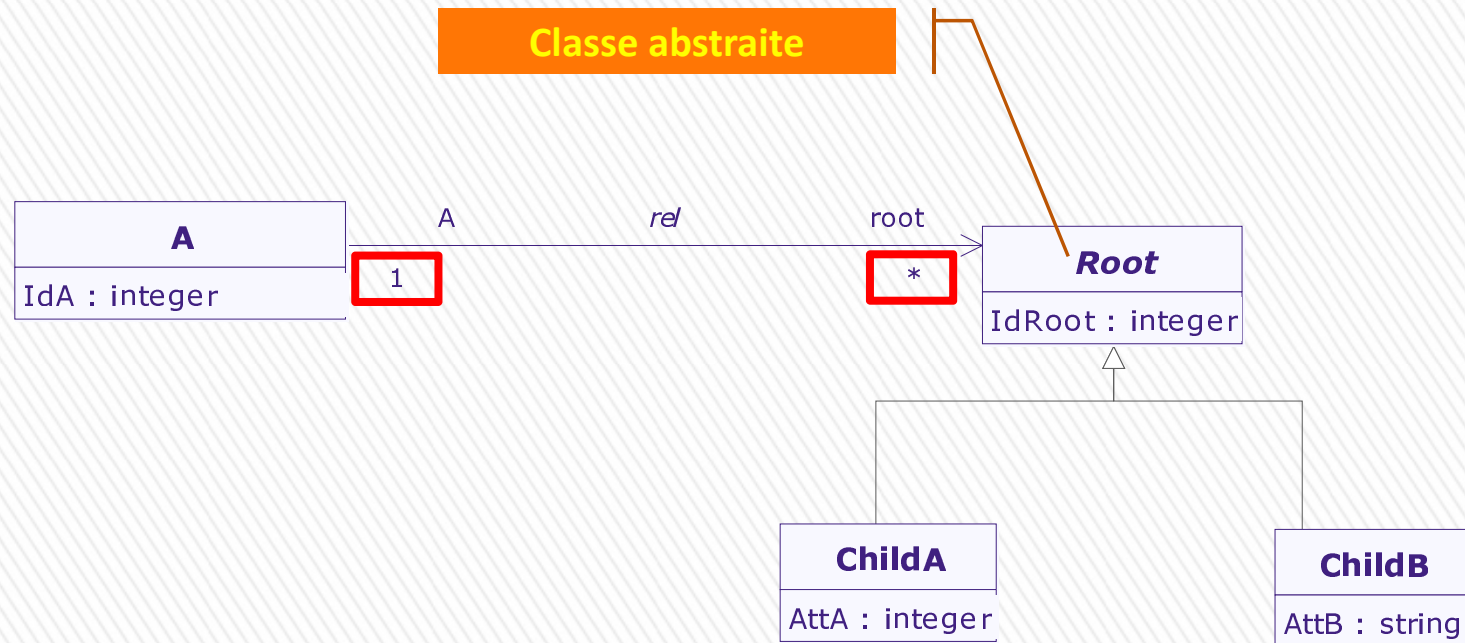 Classe abstraite
A
rel
root
A
1
*
Root
IdA : integer
IdRoot : integer
ChildA
ChildB
AttA : integer
AttB : string